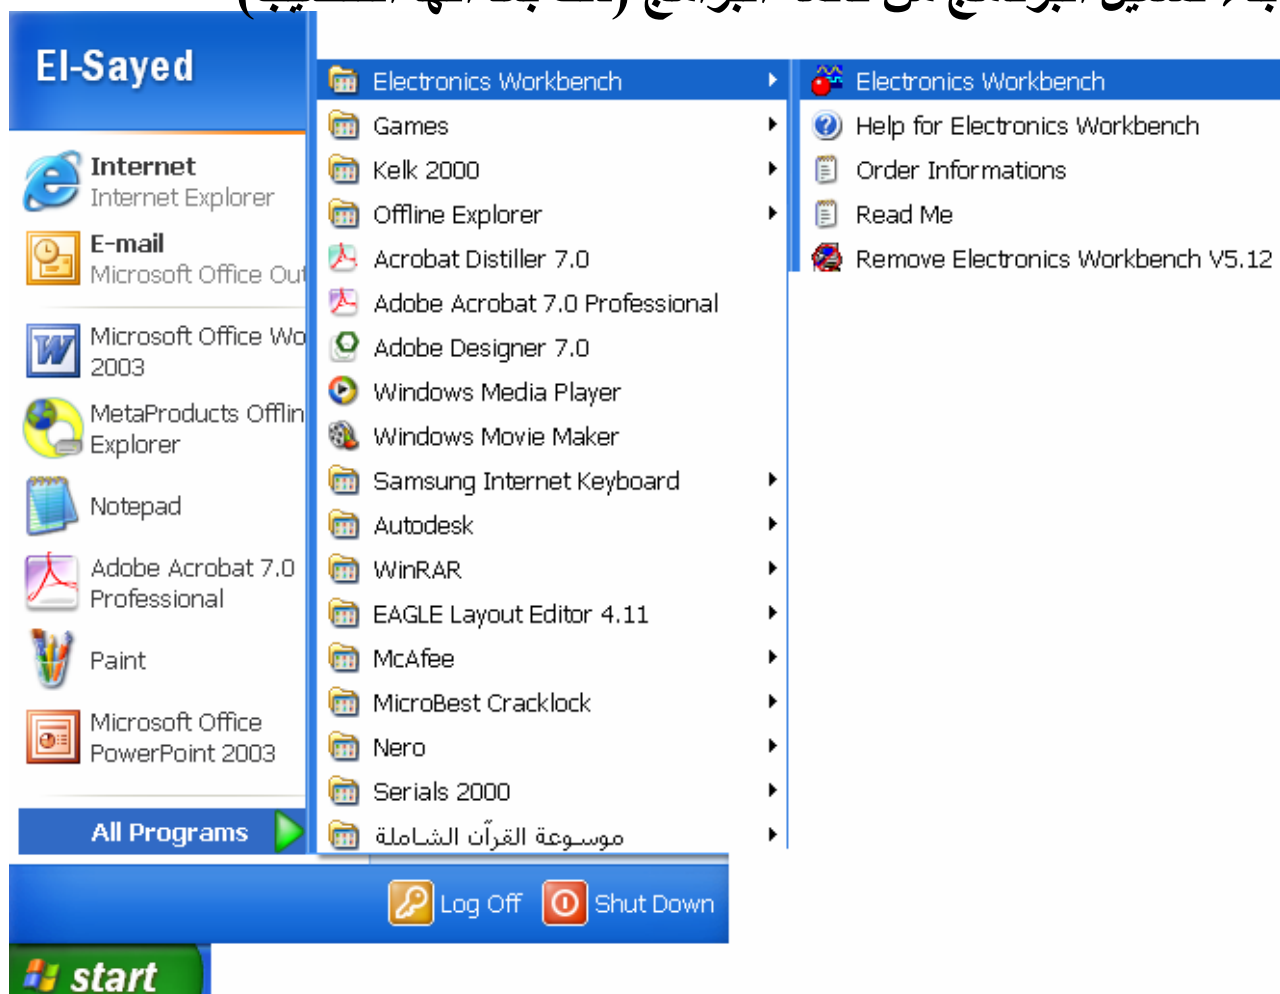 El-Sayed
Internet
Internet Explorer
E-mail
Microsoft Office Out
Microsoft Office Wo
2003
MetaProducts Offlin
Explorer
Notepad
Adobe Acrobat 7.0
Professional
Paint
Microsoft Office
PowerPoint 2003
All Programs
Electronics Workbench
Games
Kelk 2000
Offline Explorer
Acrobat Distiller 7.0
Adobe Acrobat 7.0 Professional
Adobe Designer 7.0
Windows Media Player
Windows Movie Maker
Samsung Internet Keyboard
Autodesk
WinRAR
EAGLE Layout Editor 4.11
McAfee
MicroBest Cracklock
Nero
Serials 2000
موسوعة القرآن الشاملة
Electronics Workbench
Help for Electronics Workbench
Order Informations
Read Me
Remove Electronics Workbench V5.12
Log Off
Shut Down
start